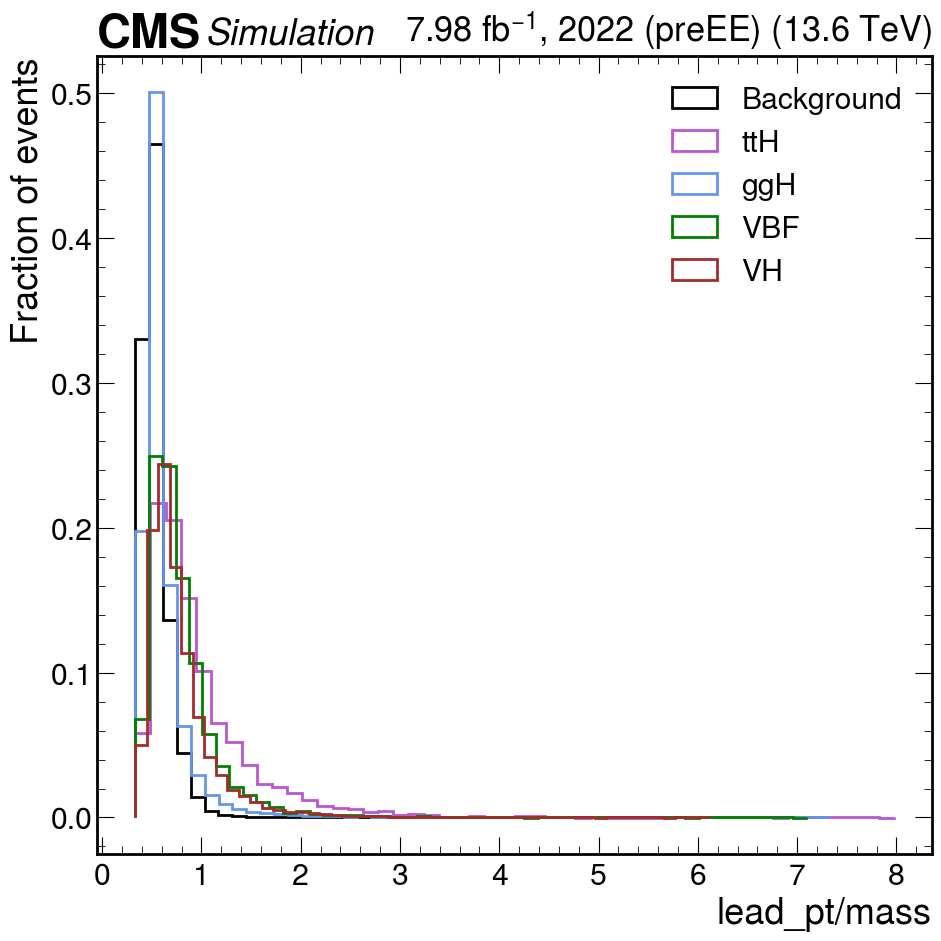 CMS Simulation 7.98 fb⁻¹, 2022 (preEE) (13.6 TeV)
Fraction of events
0.5
0.4
0.3
0.2
0.1
0.0
Background
ttH
ggH
VBF
VH
0 1 2 3 4 5 6 7 8
lead_pt/mass